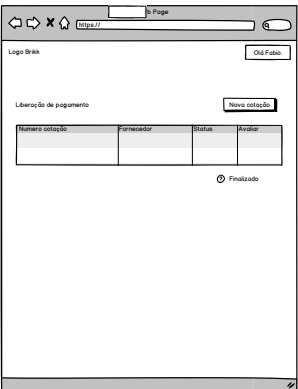 b Page
https://
Logo Brikk
Olá Fabio.
Liberação de pagamento
Nova cotação
Numero cotação Fornecedor Status Avaliar
? Finalizado